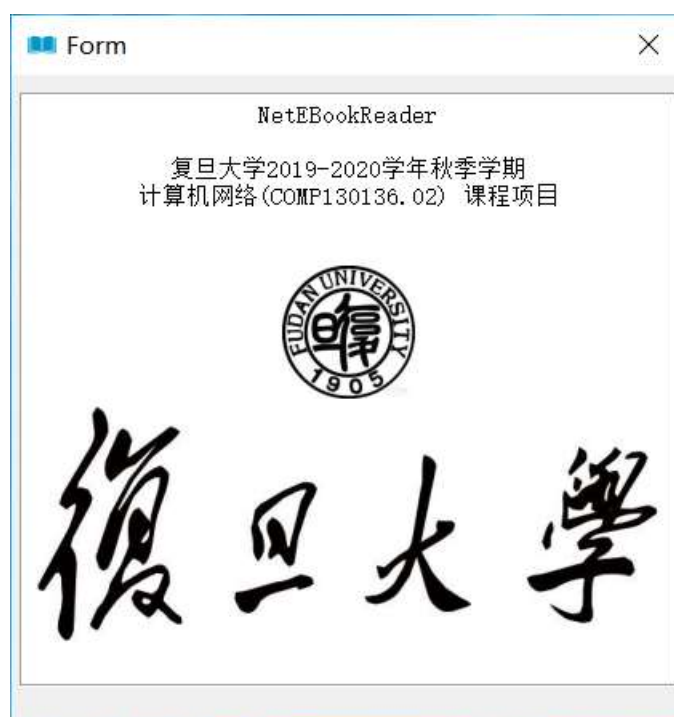 Form
NetEBookReader
复旦大学2019-2020学年秋季学期
计算机网络(COMP130136.02) 课程项目
FUDAN UNIVERSITY
復旦
1905
復旦大學